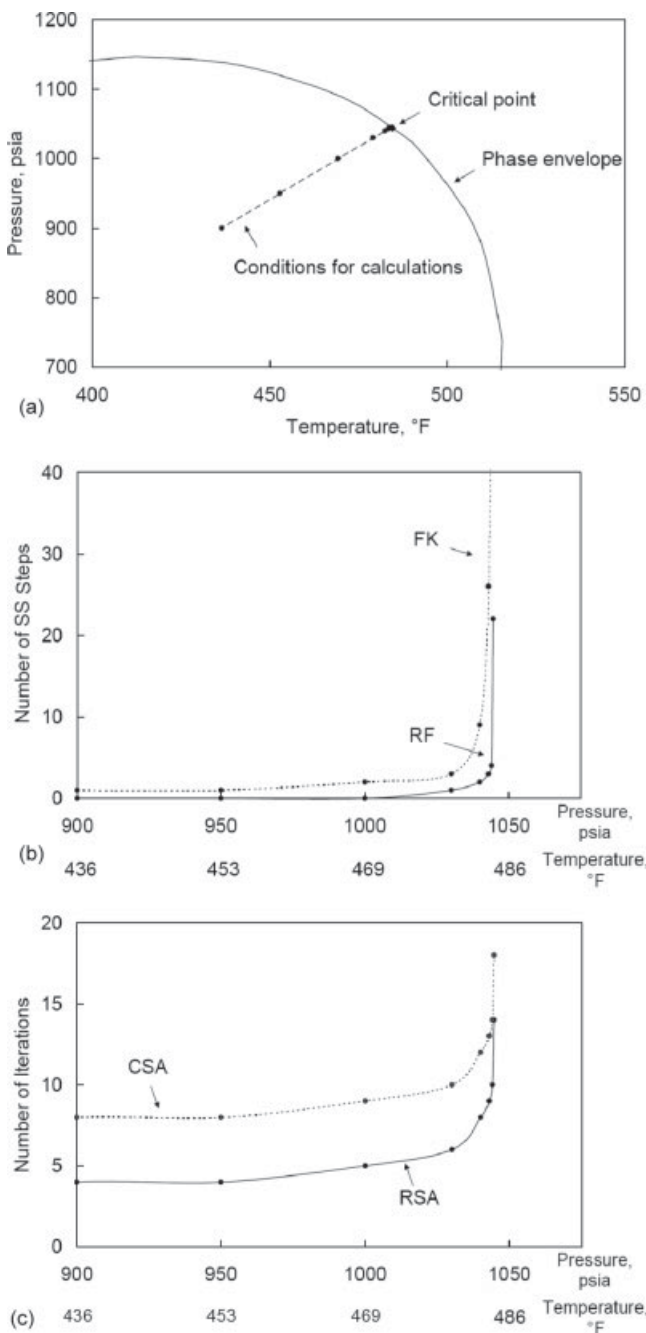 1200
1100
1000
900
800
700
Pressure, psia
Critical point
Phase envelope
Conditions for calculations
400 450 500 550
(a)
Temperature, °F
40
30
20
10
0
Number of SS Steps
FK
RF
900 950 1000 1050 Pressure,
psia
(b)
436 453 469 486 Temperature,
°F
20
15
10
5
0
Number of Iterations
CSA
RSA
900 950 1000 1050 Pressure,
psia
(c) 436 453 469 486 Temperature,
°F